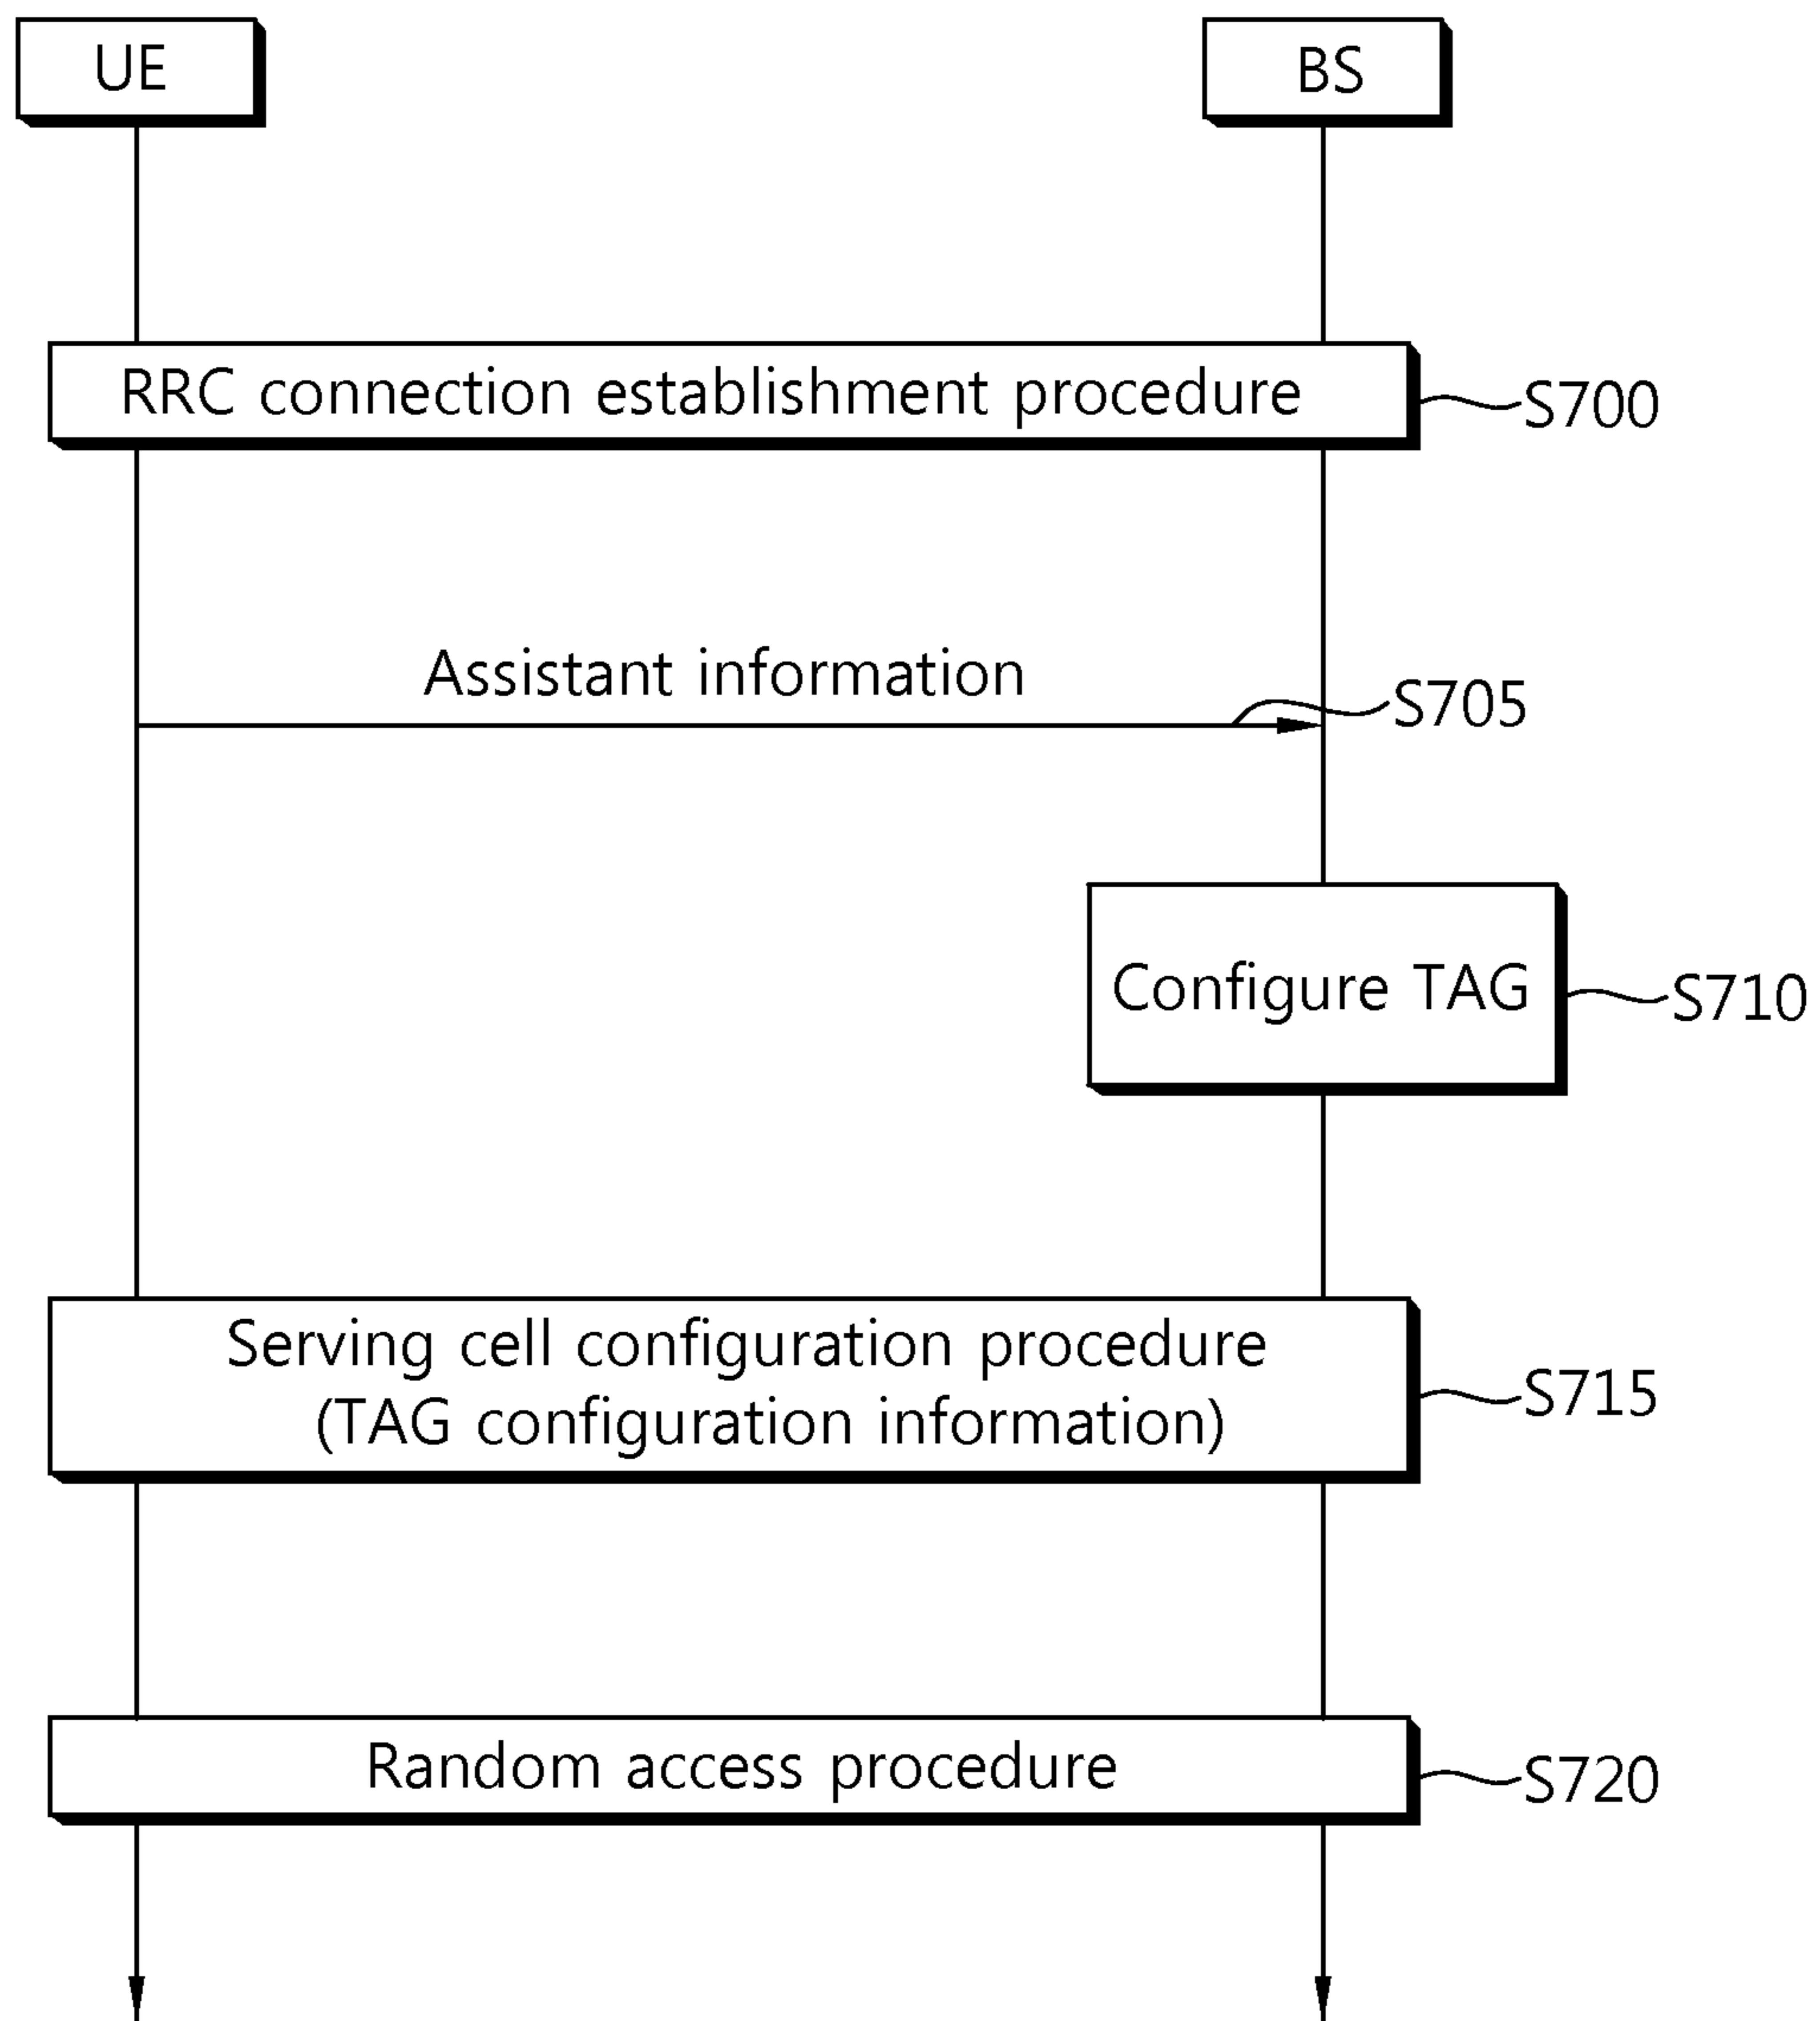 UE
BS
RRC connection establishment procedure
S700
Assistant information
S705
Configure TAG
S710
Serving cell configuration procedure
(TAG configuration information)
S715
Random access procedure
S720